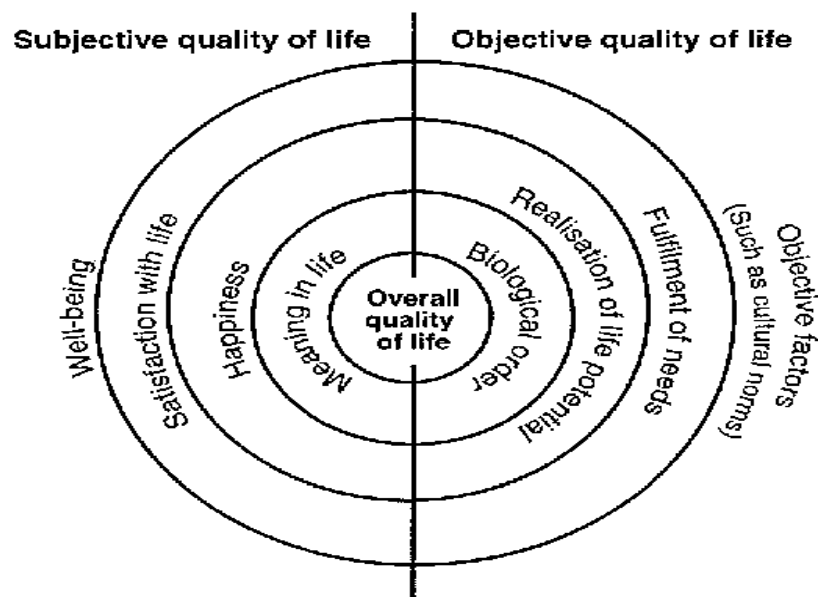 Subjective quality of life
Objective quality of life
Well-being
Satisfaction with life
Happiness
Meaning in life
Overall
quality
of life
Biological order
Realisation of life potential
Fulfilment of needs
Objective factors
(Such as cultural norms)